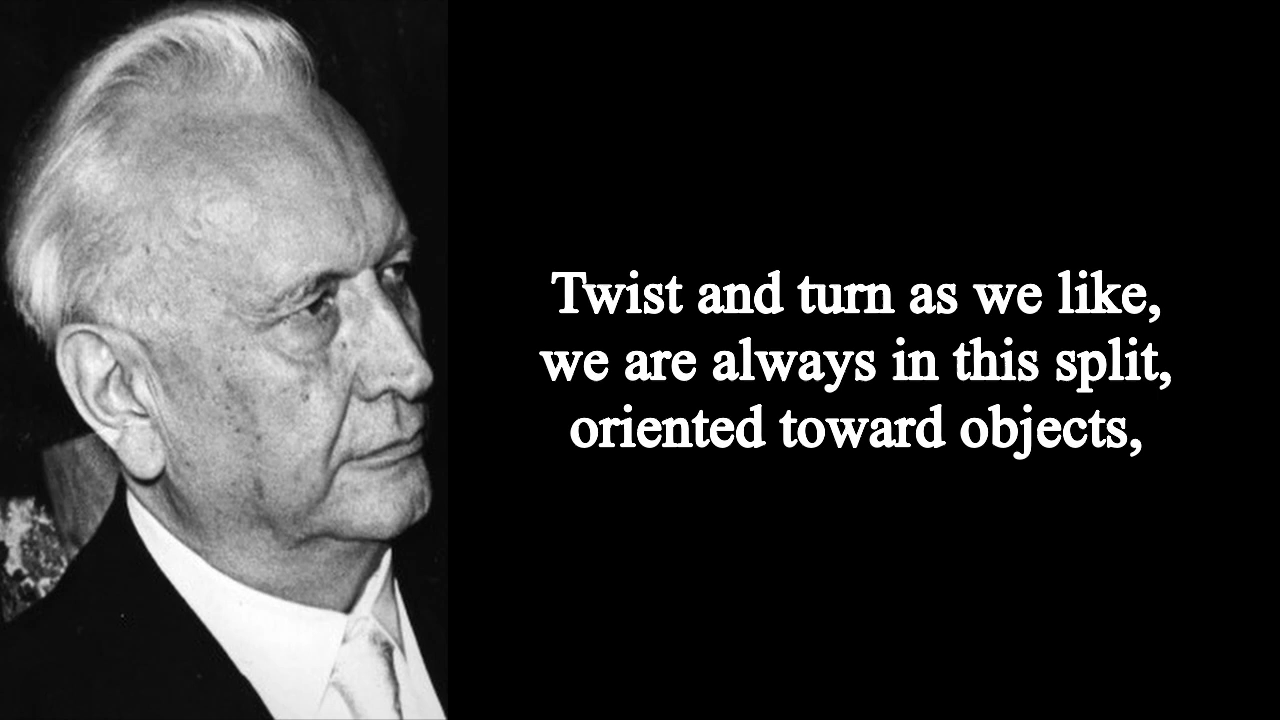 Twist and turn as we like,
we are always in this split,
oriented toward objects,